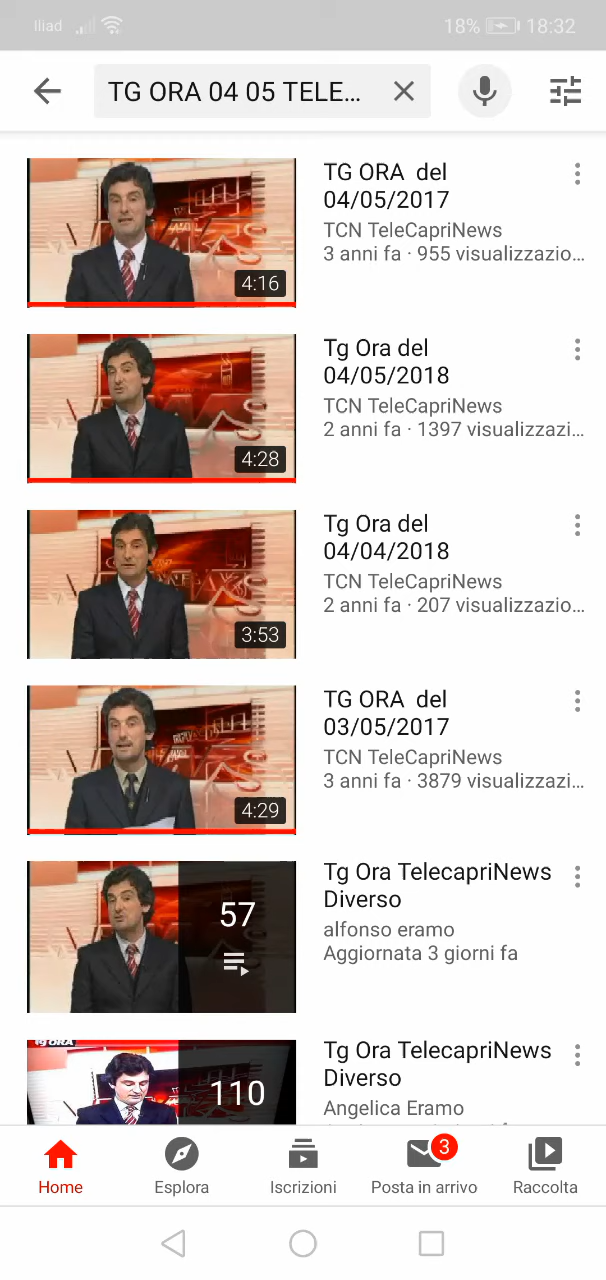 Iliad
18%
18:32
TG ORA 04 05 TELE...
TG ORA del
04/05/2017
TCN TeleCapriNews
3 anni fa · 955 visualizzazio...
4:16
Tg Ora del
04/05/2018
TCN TeleCapriNews
2 anni fa · 1397 visualizzazi...
4:28
Tg Ora del
04/04/2018
TCN TeleCapriNews
2 anni fa · 207 visualizzazio...
3:53
TG ORA del
03/05/2017
TCN TeleCapriNews
3 anni fa · 3879 visualizzazi...
4:29
Tg Ora TelecapriNews
Diverso
alfonso eramo
Aggiornata 3 giorni fa
57
Tg Ora TelecapriNews
Diverso
Angelica Eramo
tg ORA
110
3
Home
Esplora
Iscrizioni
Posta in arrivo
Raccolta